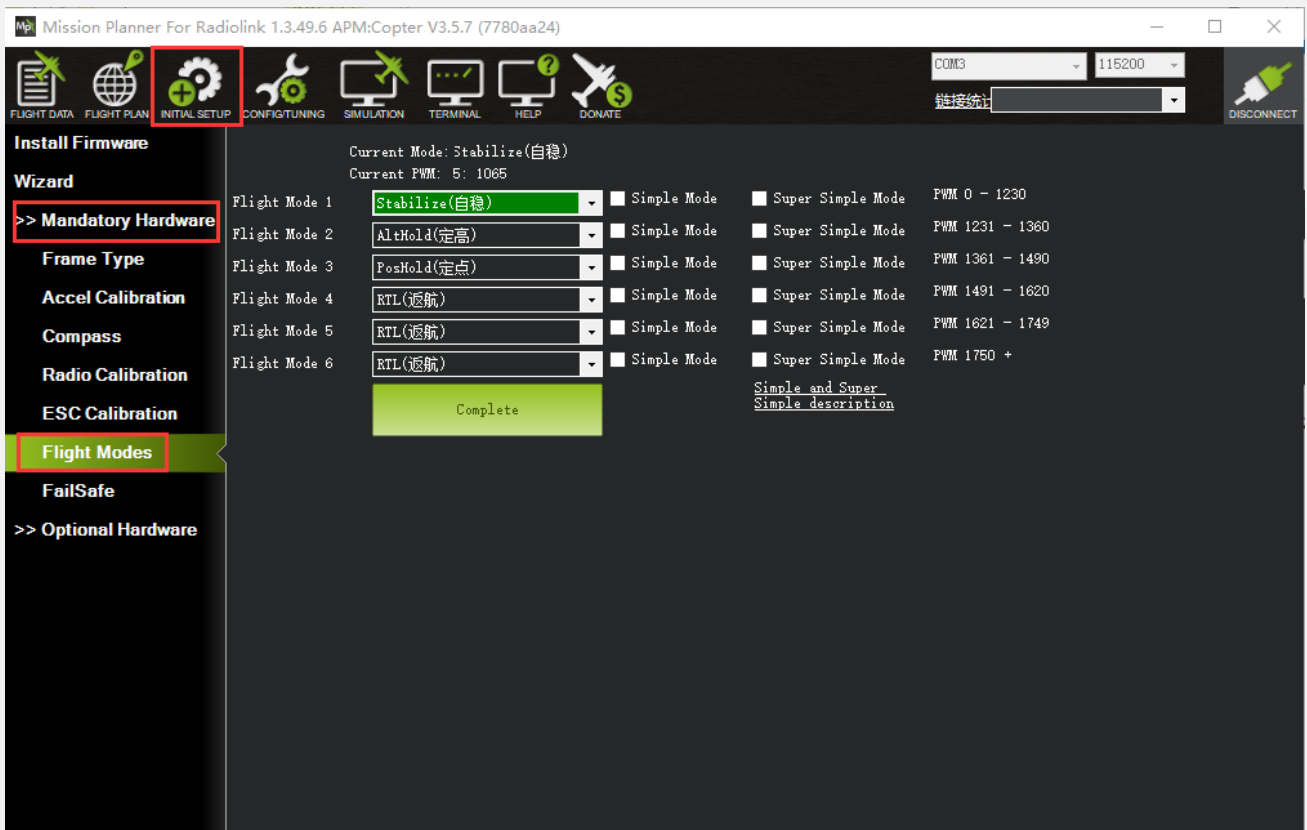 Mission Planner For Radiolink 1.3.49.6 APM:Copter V3.5.7 (7780aa24)
FLIGHT DATA FLIGHT PLAN INITIAL SETUP CONFIG/TUNING SIMULATION TERMINAL HELP DONATE
COM3 115200
链接统计
DISCONNECT
Install Firmware
Wizard
>> Mandatory Hardware
Frame Type
Accel Calibration
Compass
Radio Calibration
ESC Calibration
Flight Modes
FailSafe
>> Optional Hardware
Current Mode: Stabilize(自稳)
Current PWM: 5: 1065
Flight Mode 1 Stabilize(自稳) Simple Mode Super Simple Mode PWM 0 - 1230
Flight Mode 2 AltHold(定高) Simple Mode Super Simple Mode PWM 1231 - 1360
Flight Mode 3 PosHold(定点) Simple Mode Super Simple Mode PWM 1361 - 1490
Flight Mode 4 RTL(返航) Simple Mode Super Simple Mode PWM 1491 - 1620
Flight Mode 5 RTL(返航) Simple Mode Super Simple Mode PWM 1621 - 1749
Flight Mode 6 RTL(返航) Simple Mode Super Simple Mode PWM 1750 +
Complete
Simple and Super
Simple description